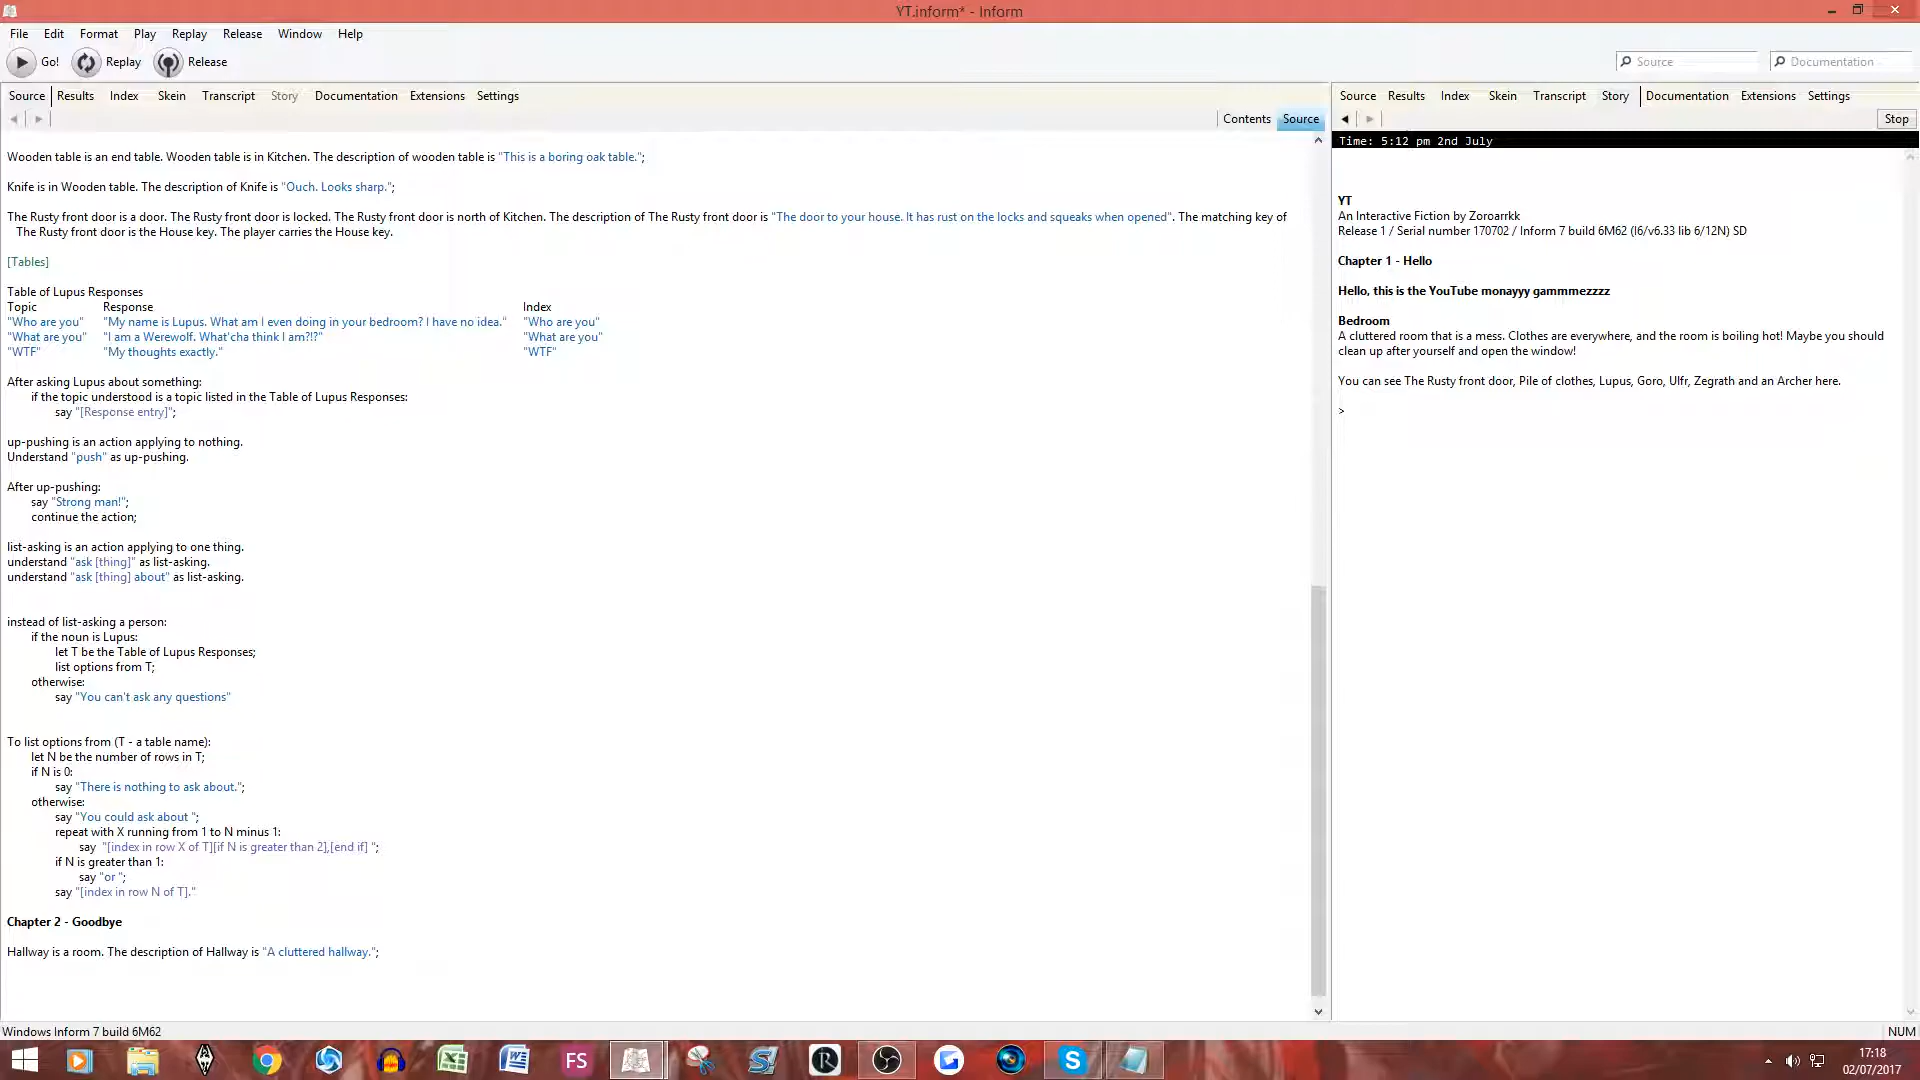 YT.inform* - Inform
File Edit Format Play Replay Release Window Help
Go! Replay Release
Source Documentation
Source Results Index Skein Transcript Story Documentation Extensions Settings
Contents Source
Wooden table is an end table. Wooden table is in Kitchen. The description of wooden table is "This is a boring oak table.";
Knife is in Wooden table. The description of Knife is "Ouch. Looks sharp.";
The Rusty front door is a door. The Rusty front door is locked. The Rusty front door is north of Kitchen. The description of The Rusty front door is "The door to your house. It has rust on the locks and squeaks when opened". The matching key of
The Rusty front door is the House key. The player carries the House key.
[Tables]
Table of Lupus Responses
Topic Response Index
"Who are you" "My name is Lupus. What am I even doing in your bedroom? I have no idea." "Who are you"
"What are you" "I am a Werewolf. What'cha think I am?!?" "What are you"
"WTF" "My thoughts exactly." "WTF"
After asking Lupus about something:
if the topic understood is a topic listed in the Table of Lupus Responses:
say "[Response entry]";
up-pushing is an action applying to nothing.
Understand "push" as up-pushing.
After up-pushing:
say "Strong man!";
continue the action;
list-asking is an action applying to one thing.
understand "ask [thing]" as list-asking.
understand "ask [thing] about" as list-asking.
instead of list-asking a person:
if the noun is Lupus:
let T be the Table of Lupus Responses;
list options from T;
otherwise:
say "You can't ask any questions"
To list options from (T - a table name):
let N be the number of rows in T;
if N is 0:
say "There is nothing to ask about.";
otherwise:
say "You could ask about ";
repeat with X running from 1 to N minus 1:
say "[index in row X of T][if N is greater than 2],[end if] ";
if N is greater than 1:
say "or ";
say "[index in row N of T]."
Chapter 2 - Goodbye
Hallway is a room. The description of Hallway is "A cluttered hallway.";
Source Results Index Skein Transcript Story Documentation Extensions Settings
Stop
Time: 5:12 pm 2nd July
YT
An Interactive Fiction by Zoroarrkk
Release 1 / Serial number 170702 / Inform 7 build 6M62 (I6/v6.33 lib 6/12N) SD
Chapter 1 - Hello
Hello, this is the YouTube monayyy gammmezzzz
Bedroom
A cluttered room that is a mess. Clothes are everywhere, and the room is boiling hot! Maybe you should
clean up after yourself and open the window!
You can see The Rusty front door, Pile of clothes, Lupus, Goro, Ulfr, Zegrath and an Archer here.
>
Windows Inform 7 build 6M62
NUM
FS
17:18
02/07/2017